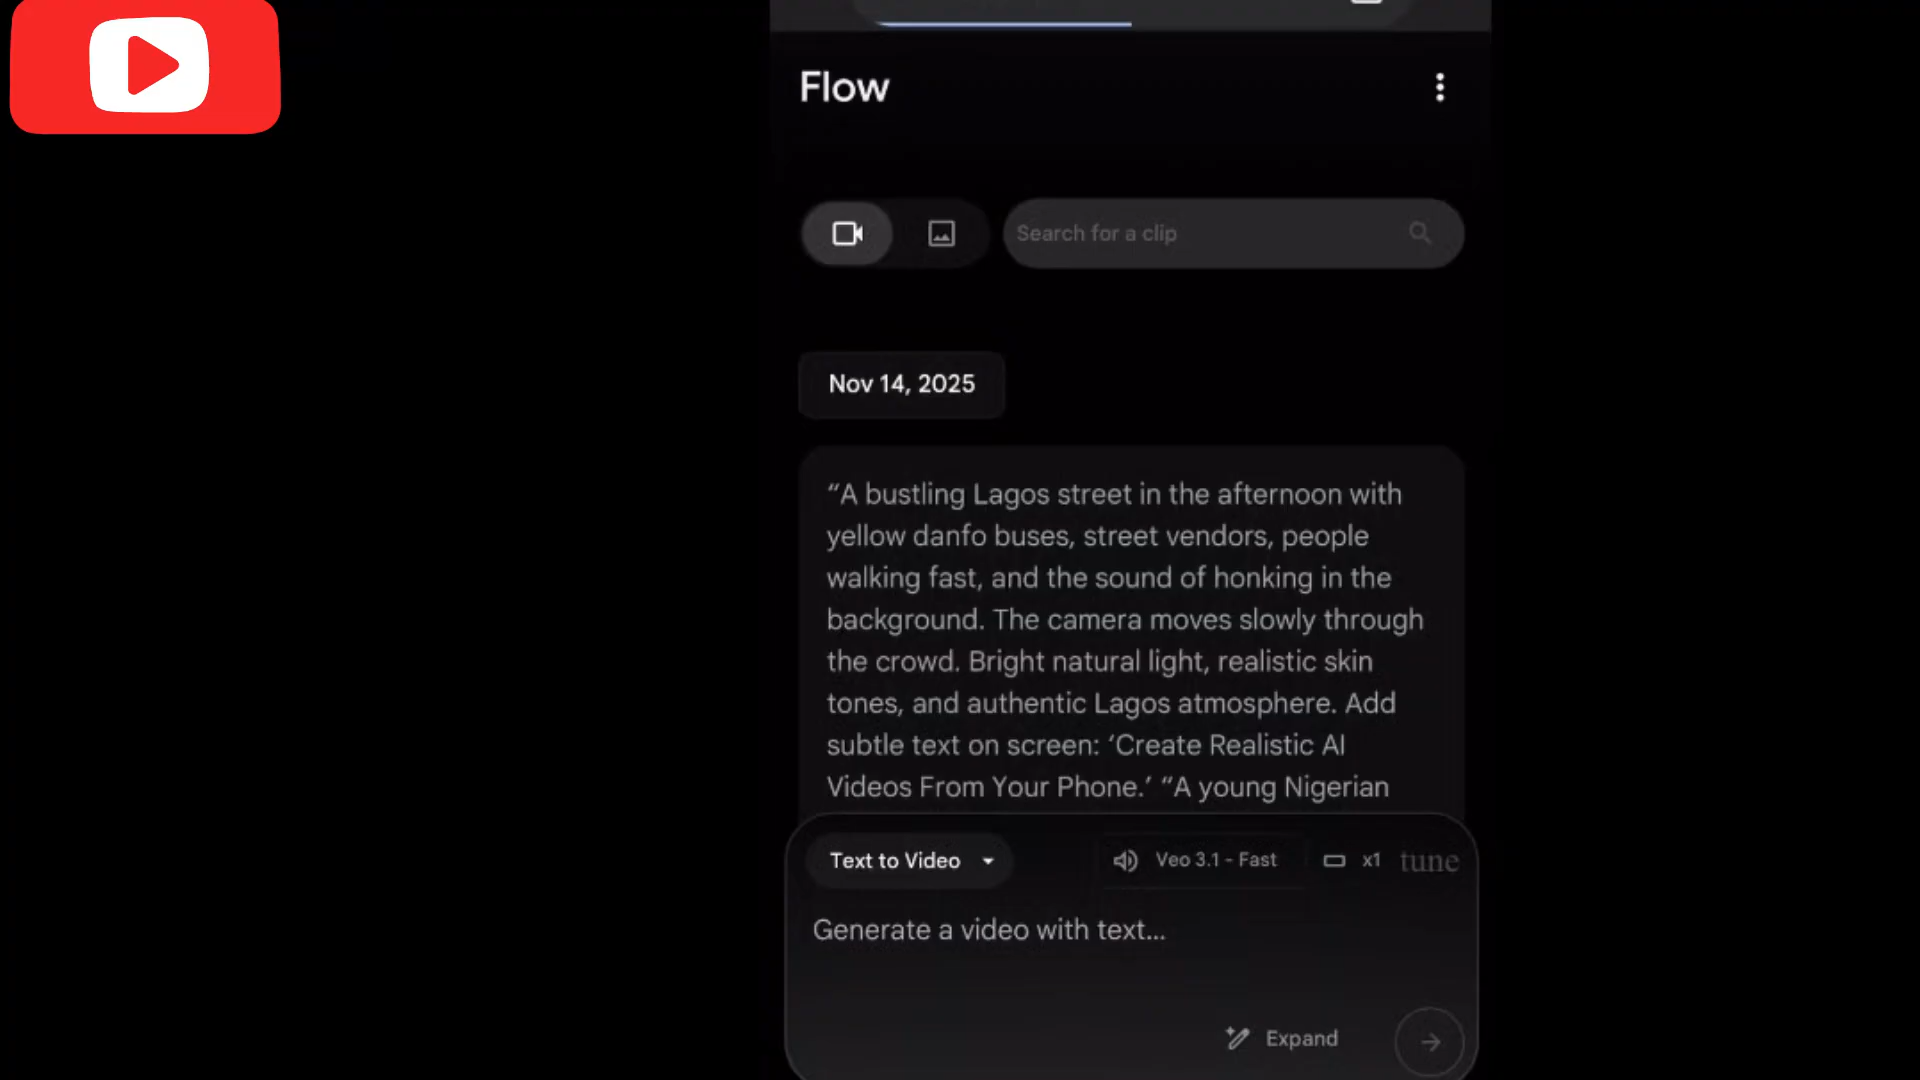 Flow
Search for a clip
Nov 14, 2025
“A bustling Lagos street in the afternoon with
yellow danfo buses, street vendors, people
walking fast, and the sound of honking in the
background. The camera moves slowly through
the crowd. Bright natural light, realistic skin
tones, and authentic Lagos atmosphere. Add
subtle text on screen: ‘Create Realistic AI
Videos From Your Phone.’ “A young Nigerian
Text to Video Veo 3.1 - Fast x1 tune
Generate a video with text...
Expand